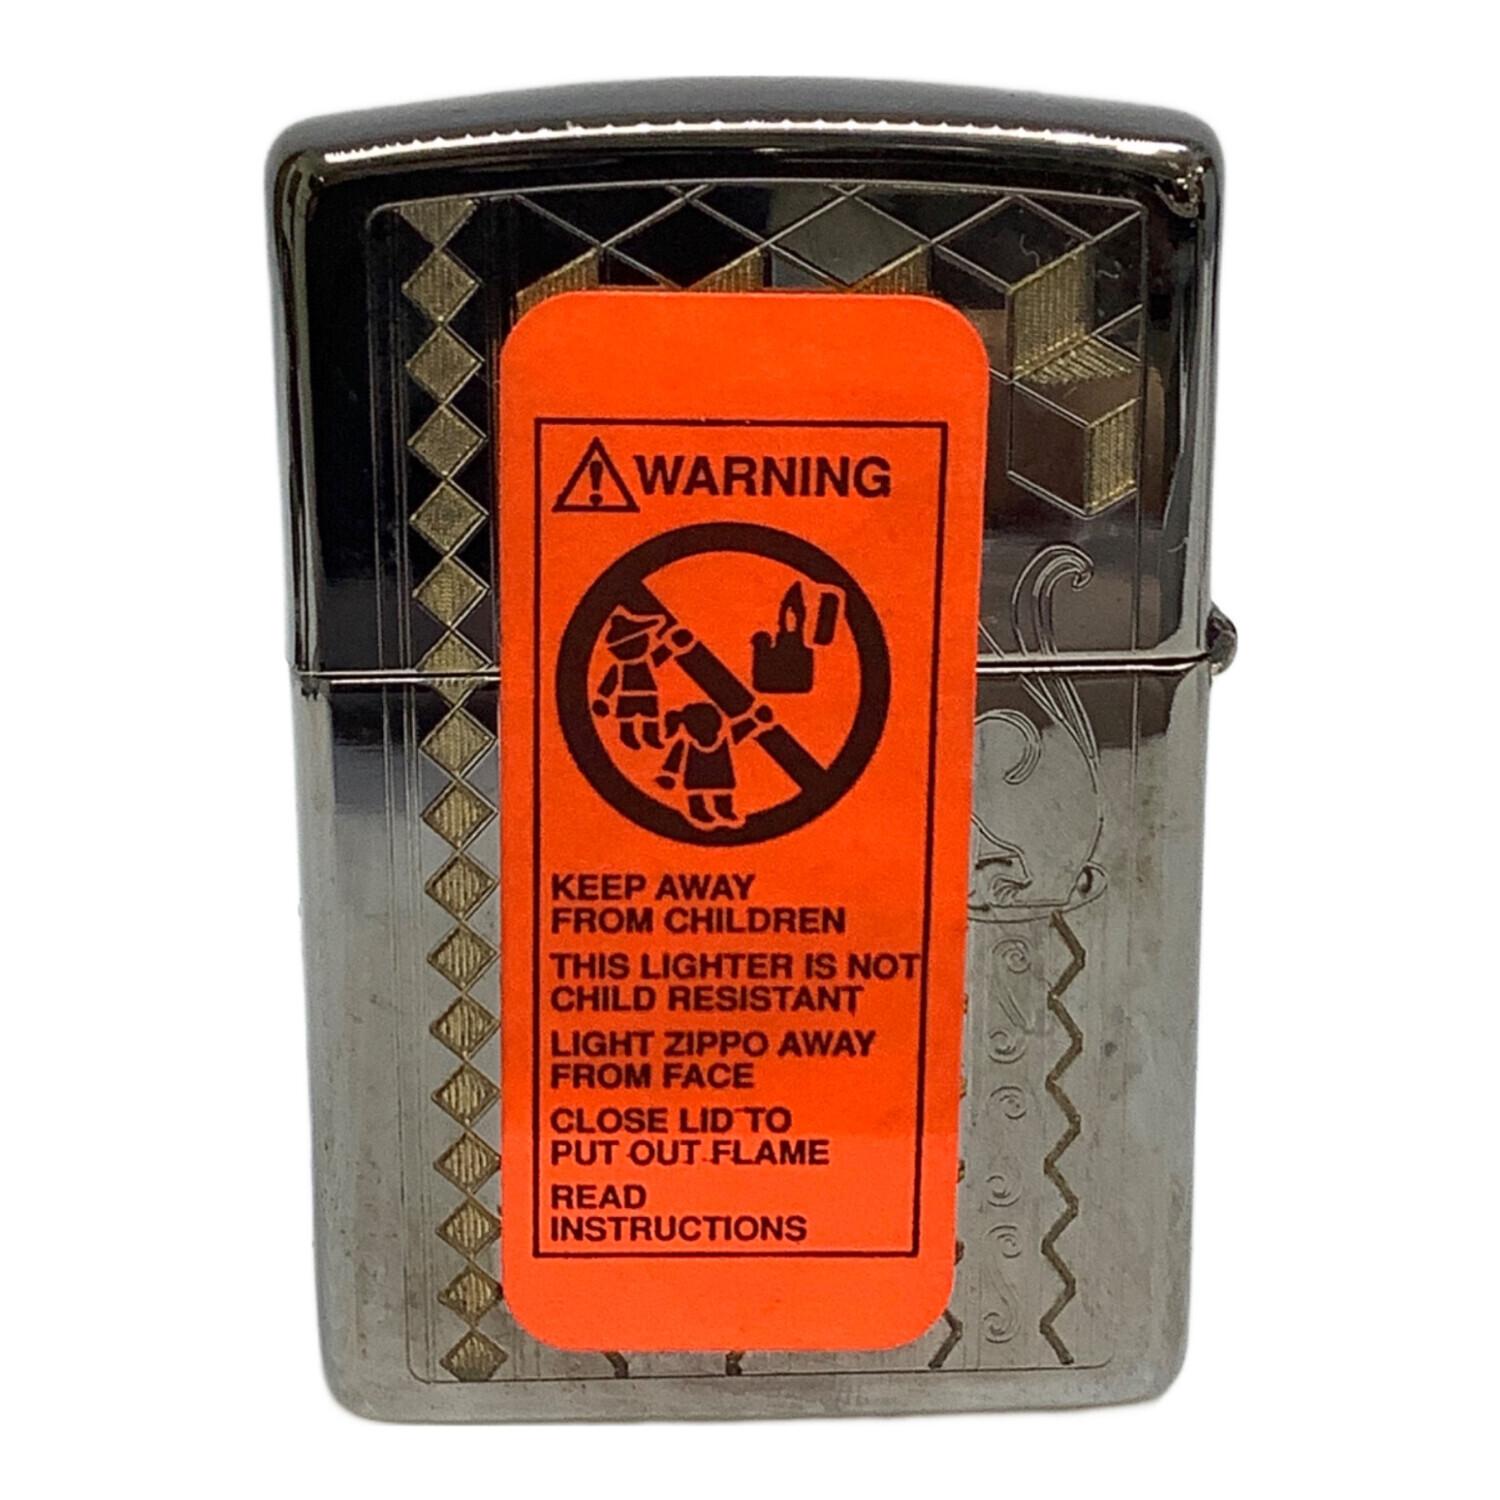 WARNING
KEEP AWAY
FROM CHILDREN
THIS LIGHTER IS NOT
CHILD RESISTANT
LIGHT ZIPPO AWAY
FROM FACE
CLOSE LID TO
PUT OUT FLAME
READ
INSTRUCTIONS